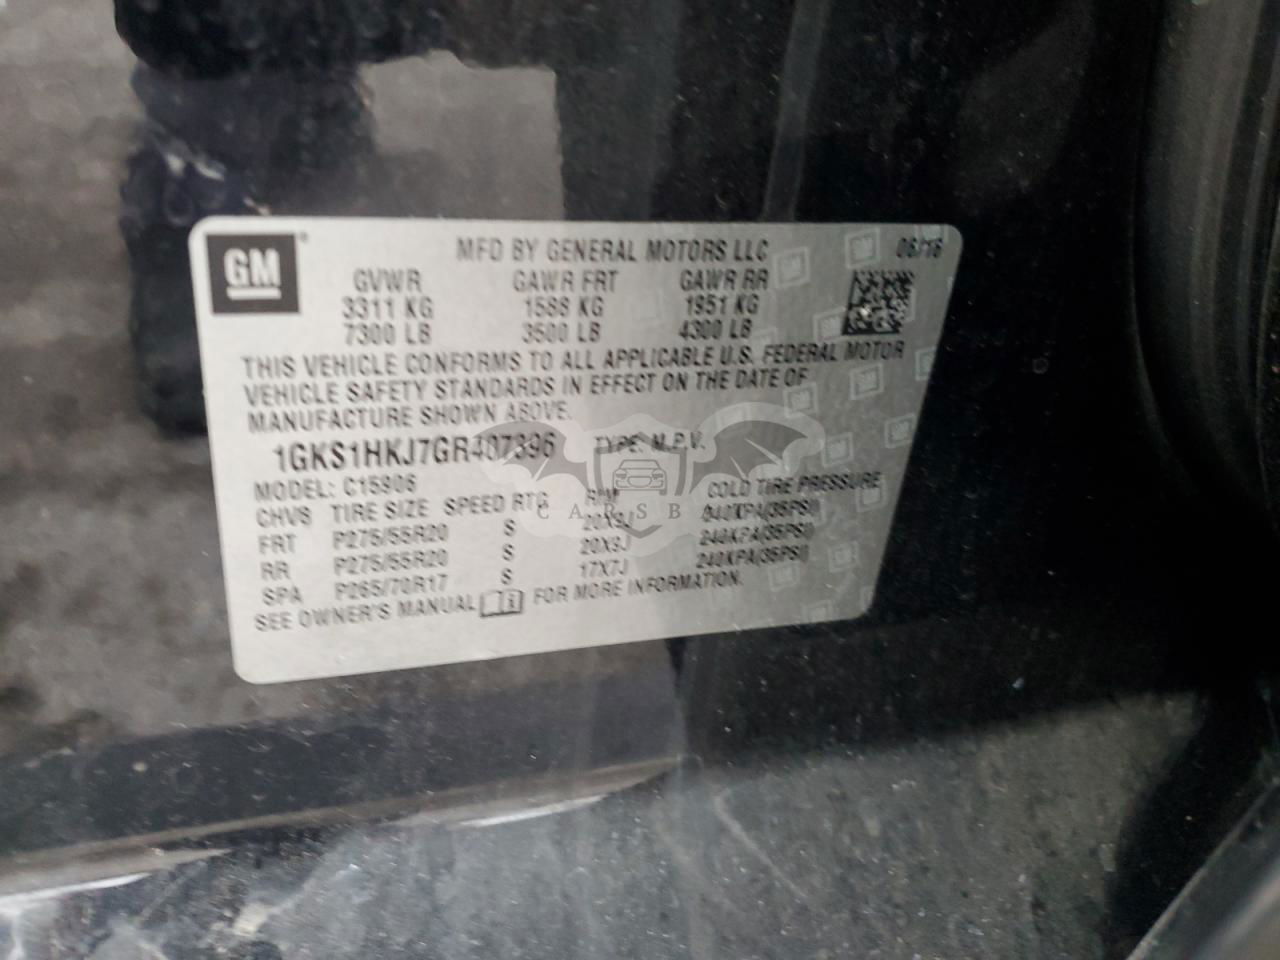 GM
MFD BY GENERAL MOTORS LLC 06/16
GVWR GAWR FRT GAWR RR
3311 KG 1588 KG 1951 KG
7300 LB 3500 LB 4300 LB
THIS VEHICLE CONFORMS TO ALL APPLICABLE U.S. FEDERAL MOTOR
VEHICLE SAFETY STANDARDS IN EFFECT ON THE DATE OF
MANUFACTURE SHOWN ABOVE.
1GKS1HKJ7GR407396 TYPE: M.P.V.
MODEL: C15906
CHVS TIRE SIZE SPEED RTG RIM COLD TIRE PRESSURE
FRT P275/55R20 S 20X9J 240KPA(35PSI)
RR P275/55R20 S 20X9J 240KPA(35PSI)
SPA P265/70R17 S 17X7J 240KPA(35PSI)
SEE OWNER'S MANUAL FOR MORE INFORMATION.